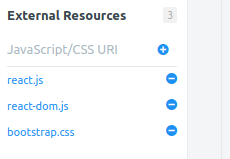 External Resources 3
JavaScript/CSS URI
react.js
react-dom.js
bootstrap.css